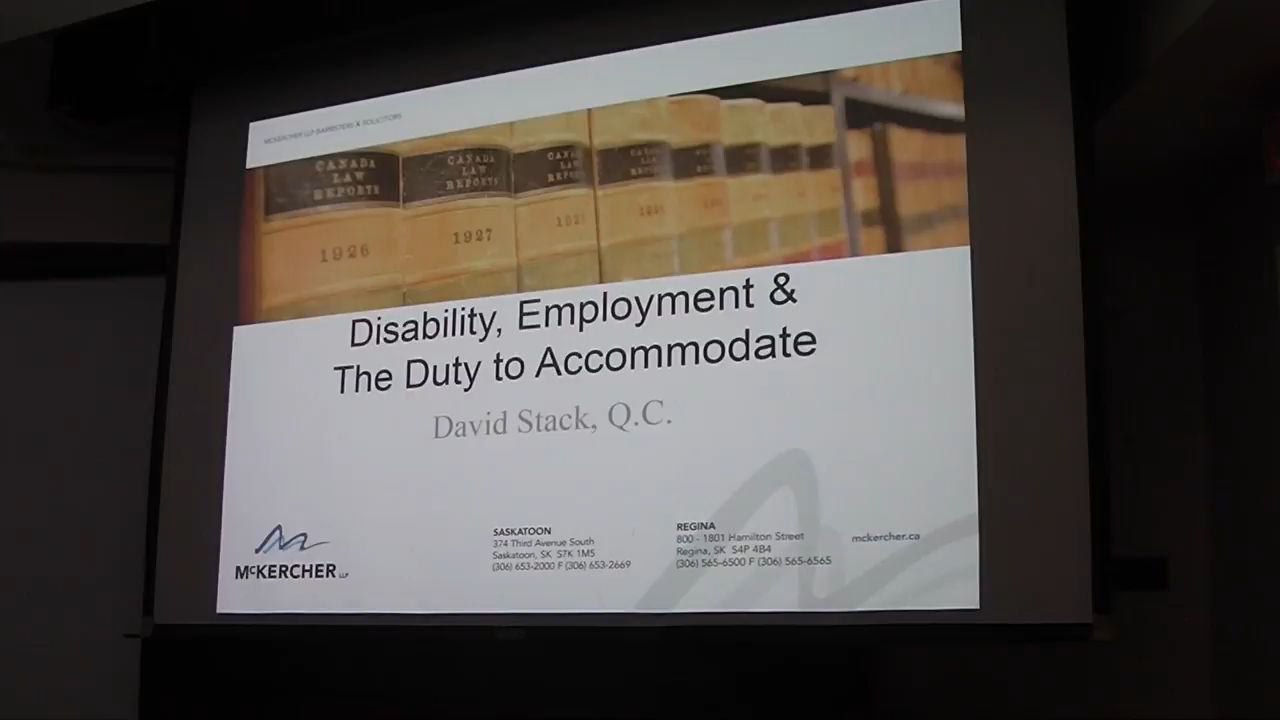 MCKERCHER LLP BARRISTERS & SOLICITORS
CANADA LAW REPORTS
1926
CANADA LAW REPORTS
1927
CANADA LAW
Disability, Employment &
The Duty to Accommodate
David Stack, Q.C.
MCKERCHER LLP
SASKATOON
374 Third Avenue South
Saskatoon, SK S7K 1M5
(306) 653-2000 F (306) 653-2669
REGINA
800 - 1801 Hamilton Street
Regina, SK S4P 4B4
(306) 565-6500 F (306) 565-6565
mckercher.ca